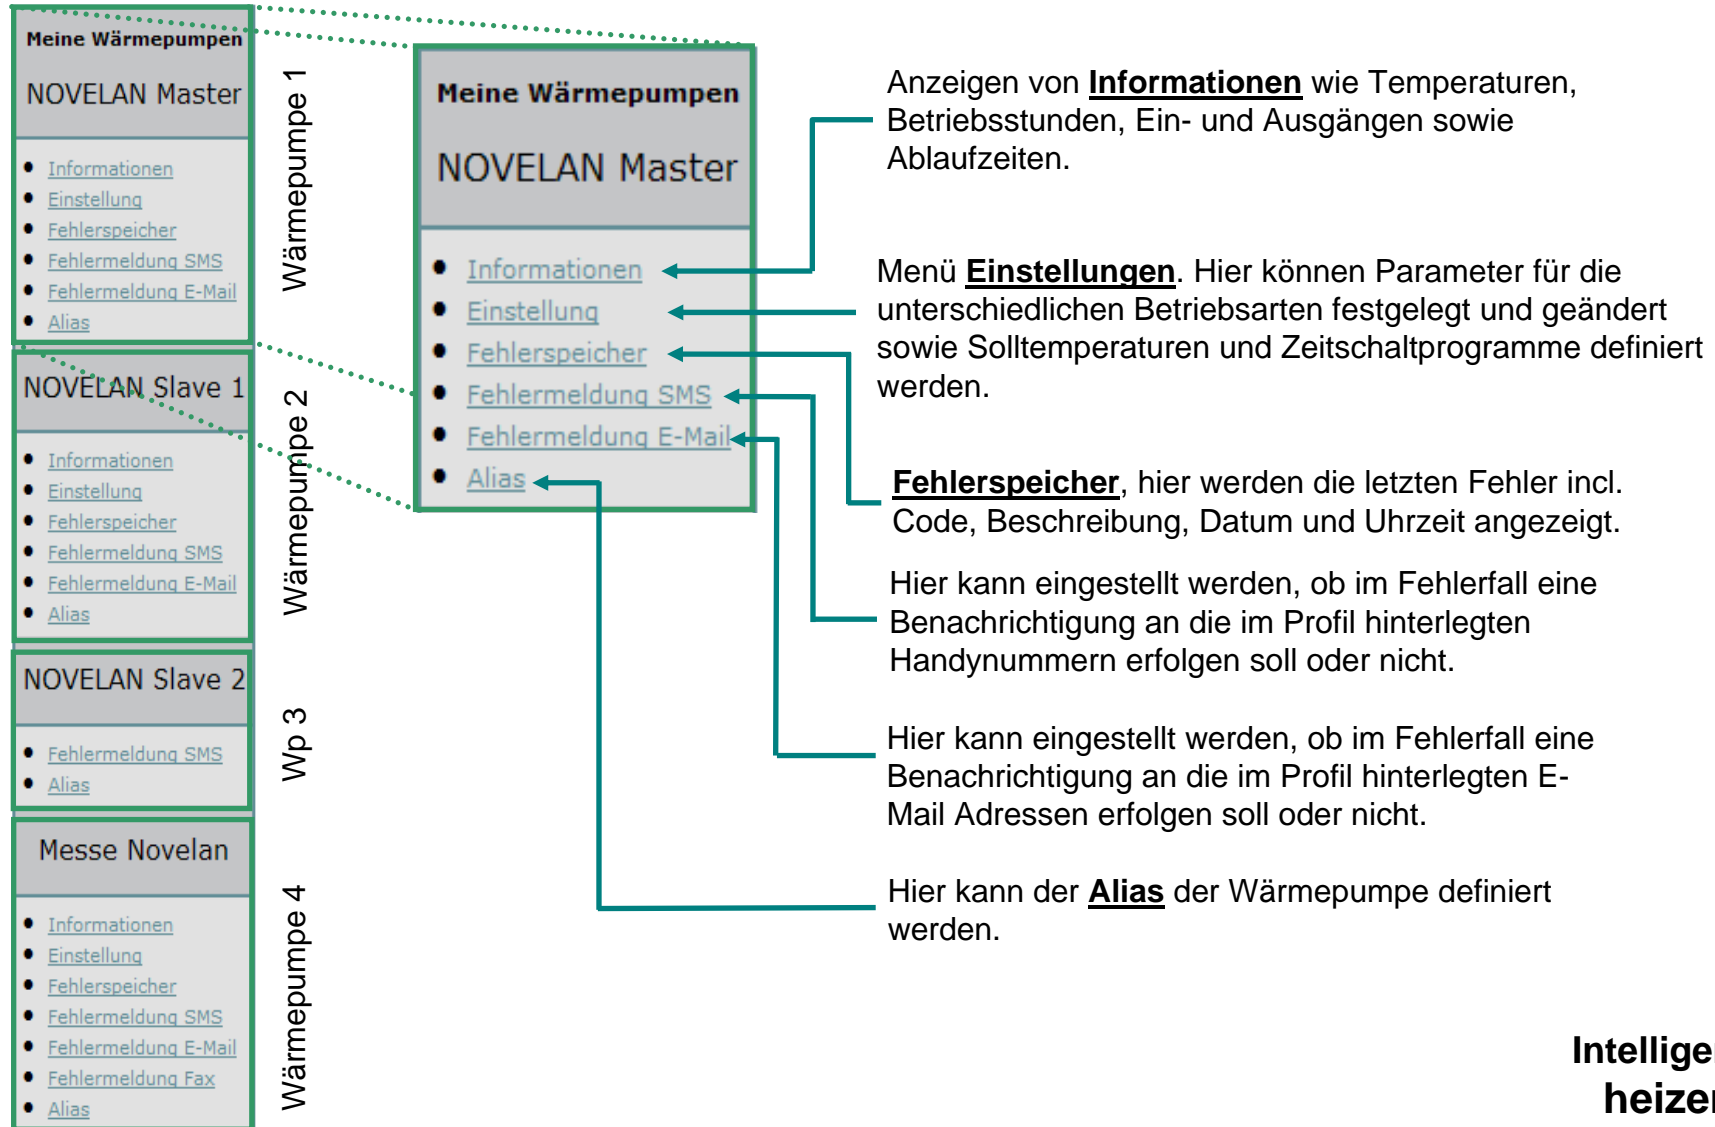 Meine Wärmepumpen
NOVELAN Master
Informationen
Einstellung
Fehlerspeicher
Fehlermeldung SMS
Fehlermeldung E-Mail
Alias
Wärmepumpe 1
NOVELAN Slave 1
Informationen
Einstellung
Fehlerspeicher
Fehlermeldung SMS
Fehlermeldung E-Mail
Alias
Wärmepumpe 2
NOVELAN Slave 2
Fehlermeldung SMS
Alias
Wp 3
Messe Novelan
Informationen
Einstellung
Fehlerspeicher
Fehlermeldung SMS
Fehlermeldung E-Mail
Fehlermeldung Fax
Alias
Wärmepumpe 4
Meine Wärmepumpen
NOVELAN Master
Informationen
Einstellung
Fehlerspeicher
Fehlermeldung SMS
Fehlermeldung E-Mail
Alias
Anzeigen von Informationen wie Temperaturen,
Betriebsstunden, Ein- und Ausgängen sowie
Ablaufzeiten.
Menü Einstellungen. Hier können Parameter für die
unterschiedlichen Betriebsarten festgelegt und geändert
sowie Solltemperaturen und Zeitschaltprogramme definiert
werden.
Fehlerspeicher, hier werden die letzten Fehler incl.
Code, Beschreibung, Datum und Uhrzeit angezeigt.
Hier kann eingestellt werden, ob im Fehlerfall eine
Benachrichtigung an die im Profil hinterlegten
Handynummern erfolgen soll oder nicht.
Hier kann eingestellt werden, ob im Fehlerfall eine
Benachrichtigung an die im Profil hinterlegten E-
Mail Adressen erfolgen soll oder nicht.
Hier kann der Alias der Wärmepumpe definiert
werden.